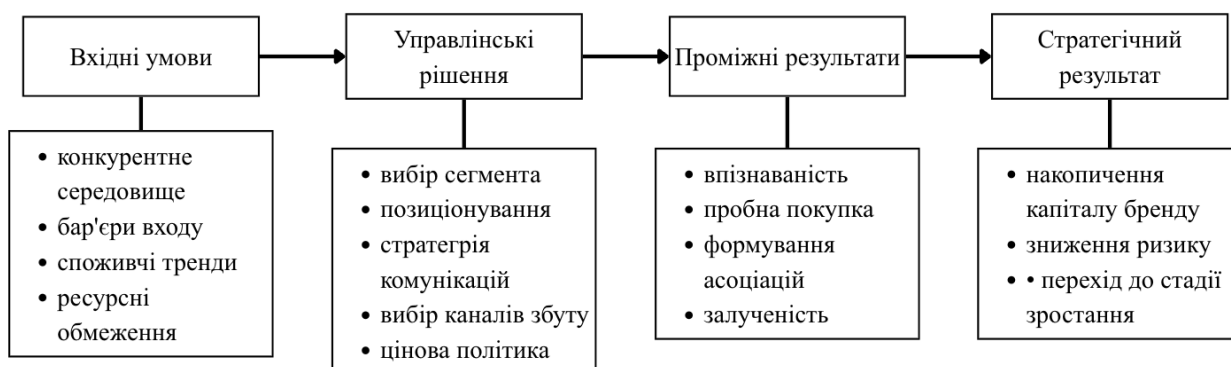 Вхідні умови
Управлінські
рішення
Проміжні результати
Стратегічний
результат
• конкурентне
середовище
• бар'єри входу
• споживчі тренди
• ресурсні
обмеження
• вибір сегмента
• позиціонування
• стратегрія
комунікацій
• вибір каналів збуту
• цінова політика
• впізнаваність
• пробна покупка
• формування
асоціацій
• залученість
• накопичення
капіталу бренду
• зниження ризику
• • перехід до стадії
зростання